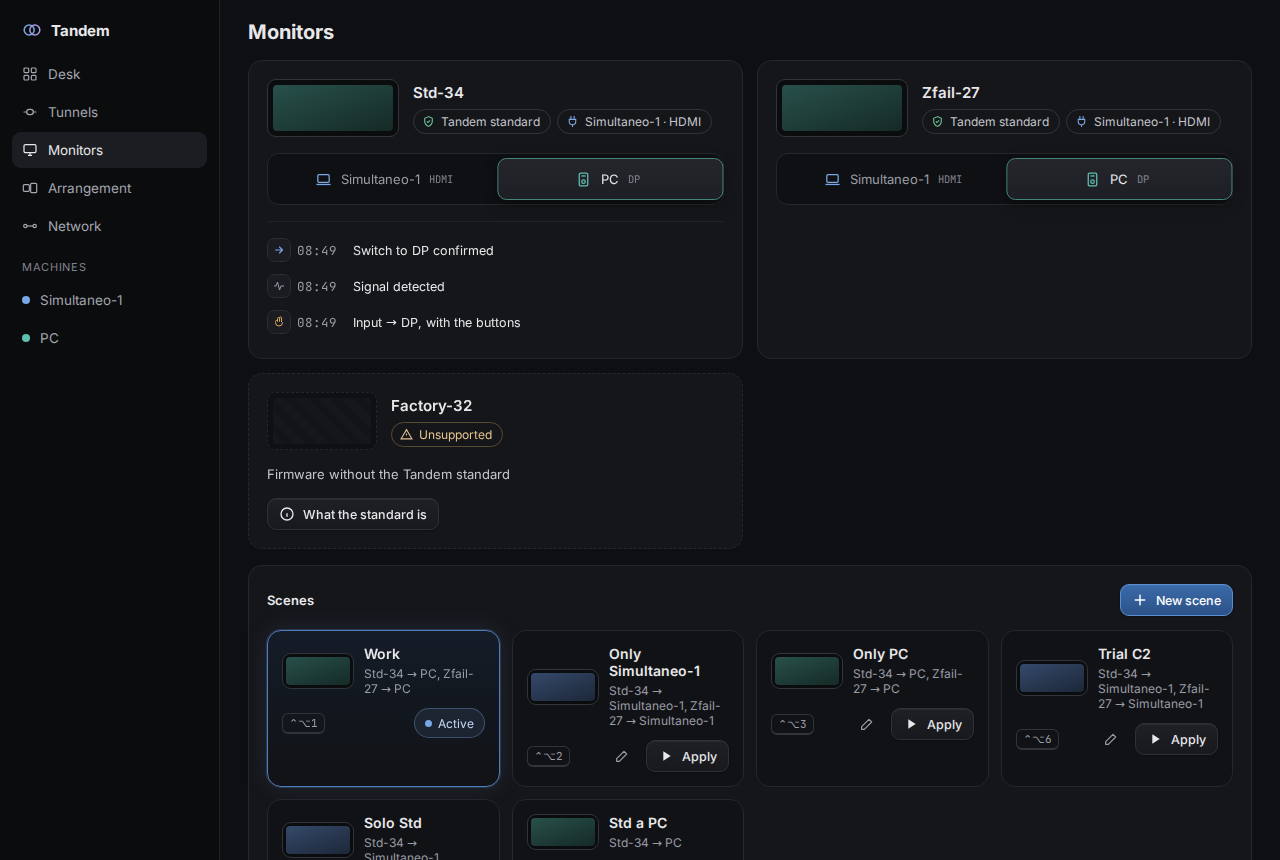 Tandem
Desk
Tunnels
Monitors
Arrangement
Network
MACHINES
Simultaneo-1
PC
Monitors
Std-34
Tandem standard
Simultaneo-1 · HDMI
Simultaneo-1 HDMI
PC DP
08:49 Switch to DP confirmed
08:49 Signal detected
08:49 Input → DP, with the buttons
Zfail-27
Tandem standard
Simultaneo-1 · HDMI
Simultaneo-1 HDMI
PC DP
Factory-32
Unsupported
Firmware without the Tandem standard
What the standard is
Scenes
New scene
Work
Std-34 → PC, Zfail-
27 → PC
⌃⌥1
Active
Only
Simultaneo-1
Std-34 →
Simultaneo-1, Zfail-
27 → Simultaneo-1
⌃⌥2
Apply
Only PC
Std-34 → PC, Zfail-
27 → PC
⌃⌥3
Apply
Trial C2
Std-34 →
Simultaneo-1, Zfail-
27 → Simultaneo-1
⌃⌥6
Apply
Solo Std
Std-34 →
Simultaneo-1
Std a PC
Std-34 → PC